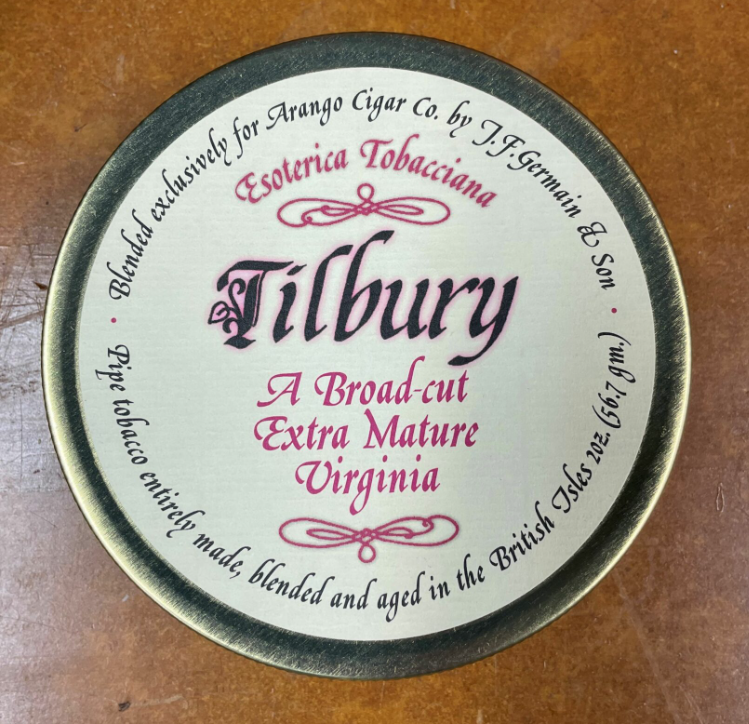 Blended exclusively for Arango Cigar Co. by J.F.Germain & Son
Esoterica Tobacciana
Tilbury
A Broad-cut
Extra Mature
Virginia
Pipe tobacco entirely made, blended and aged in the British Isles 2oz. (56.7 gm.)